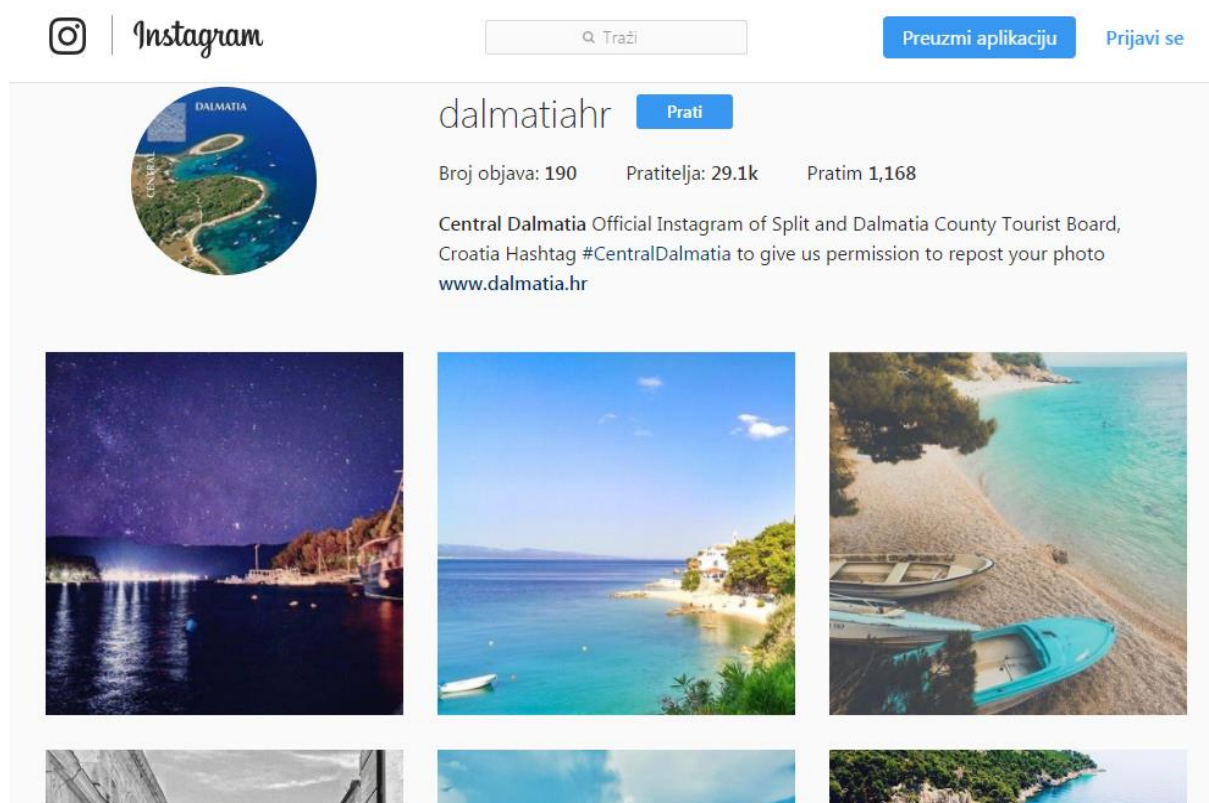 Instagram
Traži
Preuzmi aplikaciju
Prijavi se
DALMATIA
CENTRAL
dalmatiahr
Prati
Broj objava: 190 Pratitelja: 29.1k Pratim 1,168
Central Dalmatia Official Instagram of Split and Dalmatia County Tourist Board,
Croatia Hashtag #CentralDalmatia to give us permission to repost your photo
www.dalmatia.hr